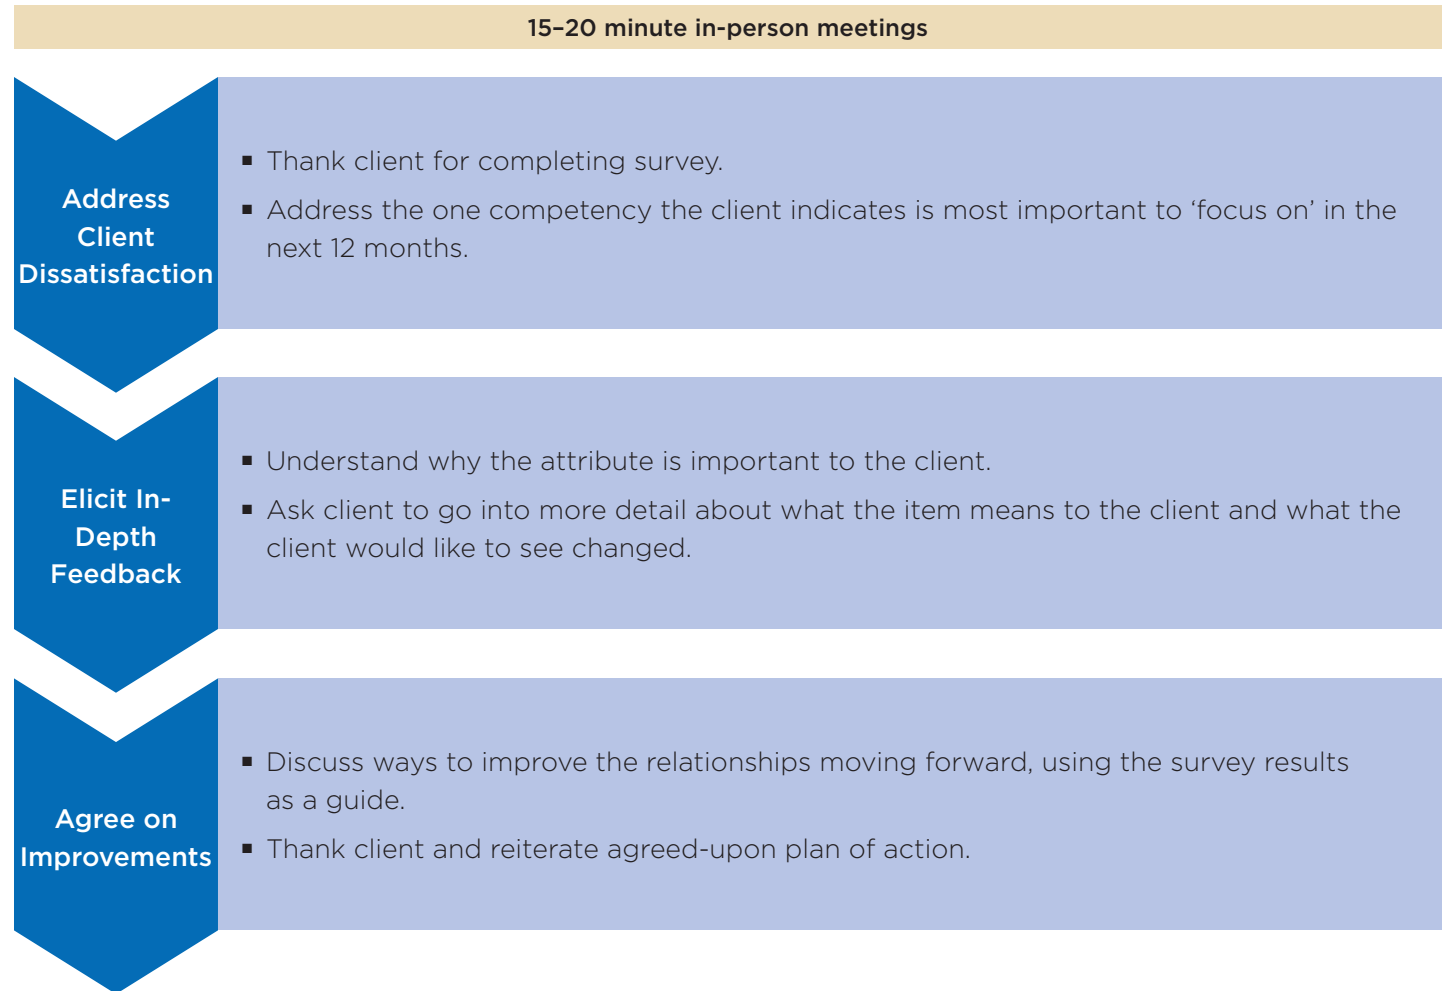 15–20 minute in-person meetings
Address
Client
Dissatisfaction
▪ Thank client for completing survey.
▪ Address the one competency the client indicates is most important to ‘focus on’ in the
next 12 months.
Elicit In-
Depth
Feedback
▪ Understand why the attribute is important to the client.
▪ Ask client to go into more detail about what the item means to the client and what the
client would like to see changed.
Agree on
Improvements
▪ Discuss ways to improve the relationships moving forward, using the survey results
as a guide.
▪ Thank client and reiterate agreed-upon plan of action.